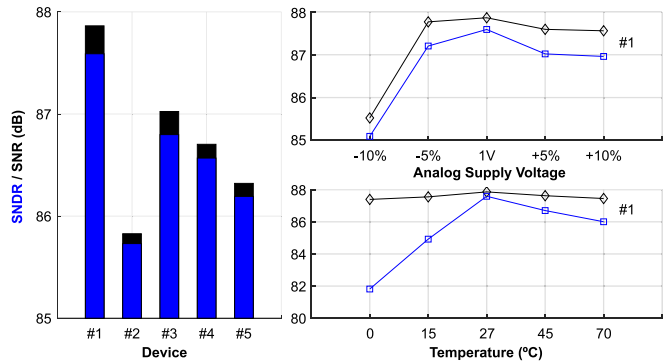 SNDR / SNR (dB)
88
87
86
85
#1 #2 #3 #4 #5
Device
88
87
86
85
#1
-10% -5% 1V +5% +10%
Analog Supply Voltage
88
86
84
82
80
#1
0 15 27 45 70
Temperature (ºC)